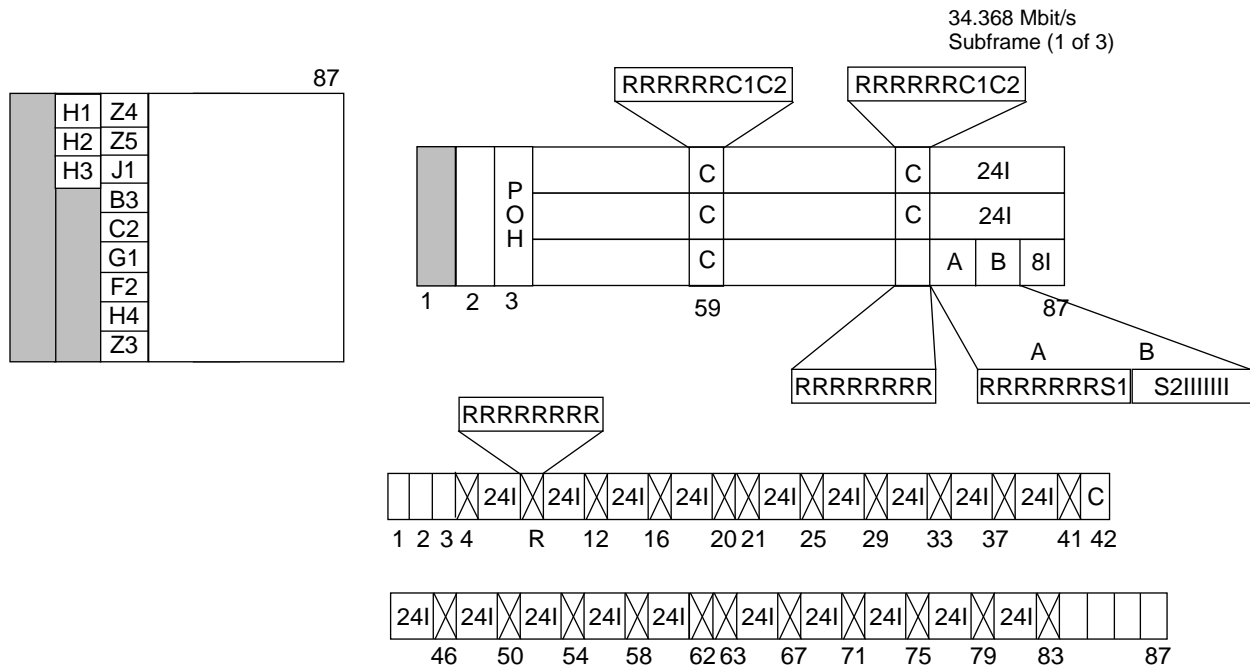 34.368 Mbit/s
Subframe (1 of 3)
87
H1 Z4
H2 Z5
H3 J1
B3
C2
G1
F2
H4
Z3
RRRRRRC1C2 RRRRRRC1C2
POH
C C 24I
C C 24I
C A B 8I
1 2 3 59 87
A B
RRRRRRRR RRRRRRRS1 S2IIIIIII
RRRRRRRR
24I 24I 24I 24I 24I 24I 24I 24I 24I C
1 2 3 4 R 12 16 20 21 25 29 33 37 41 42
24I 24I 24I 24I 24I 24I 24I 24I 24I 24I
46 50 54 58 62 63 67 71 75 79 83 87